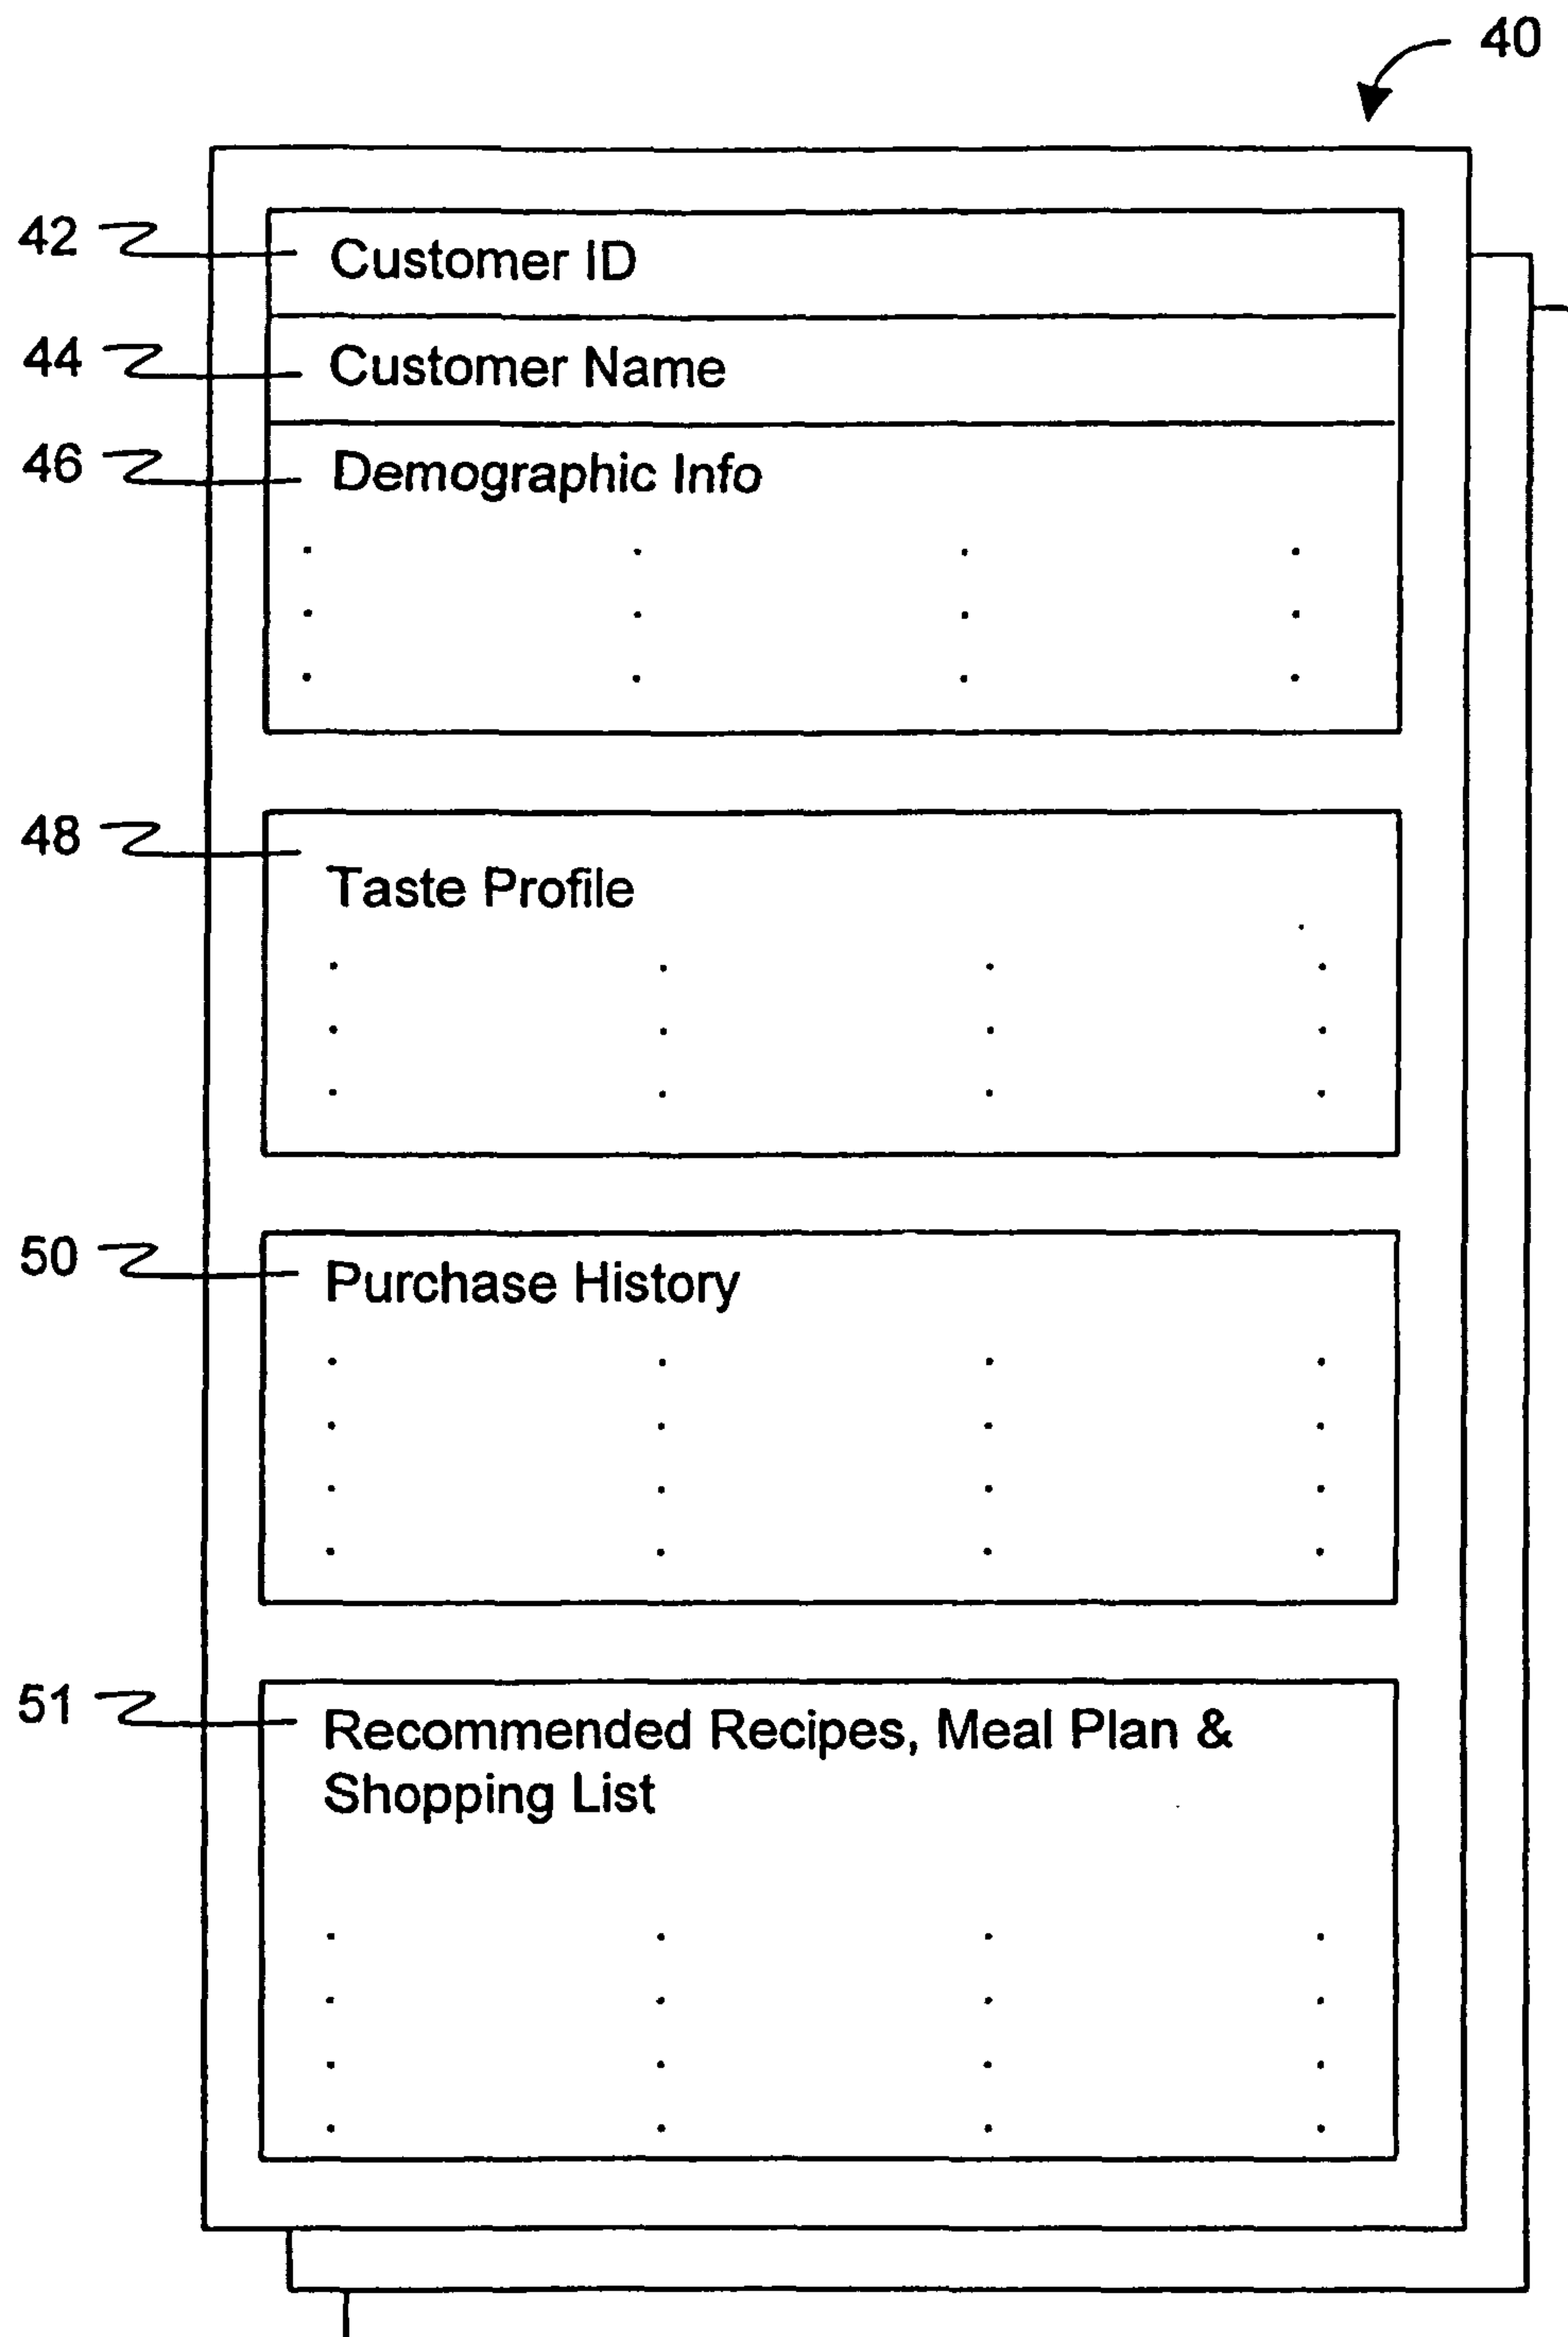 40
42 Customer ID
44 Customer Name
46 Demographic Info
48 Taste Profile
50 Purchase History
51 Recommended Recipes, Meal Plan &
Shopping List